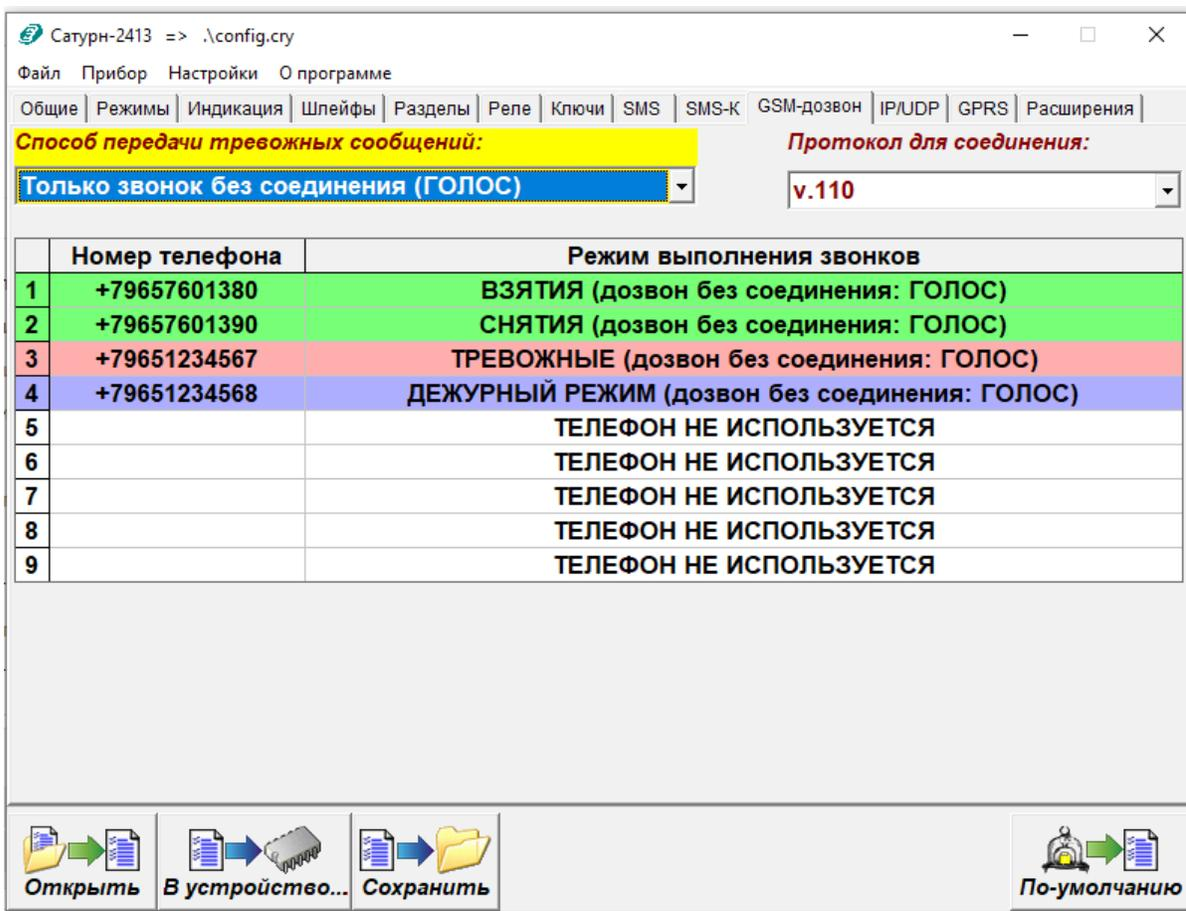 Сатурн-2413 => .\config.cry
Файл Прибор Настройки О программе
Общие Режимы Индикация Шлейфы Разделы Реле Ключи SMS SMS-К GSM-дозвон IP/UDP GPRS Расширения
Способ передачи тревожных сообщений: Протокол для соединения:
Только звонок без соединения (ГОЛОС) v.110
Номер телефона Режим выполнения звонков
1 +79657601380 ВЗЯТИЯ (дозвон без соединения: ГОЛОС)
2 +79657601390 СНЯТИЯ (дозвон без соединения: ГОЛОС)
3 +79651234567 ТРЕВОЖНЫЕ (дозвон без соединения: ГОЛОС)
4 +79651234568 ДЕЖУРНЫЙ РЕЖИМ (дозвон без соединения: ГОЛОС)
5 ТЕЛЕФОН НЕ ИСПОЛЬЗУЕТСЯ
6 ТЕЛЕФОН НЕ ИСПОЛЬЗУЕТСЯ
7 ТЕЛЕФОН НЕ ИСПОЛЬЗУЕТСЯ
8 ТЕЛЕФОН НЕ ИСПОЛЬЗУЕТСЯ
9 ТЕЛЕФОН НЕ ИСПОЛЬЗУЕТСЯ
Открыть В устройство... Сохранить По-умолчанию